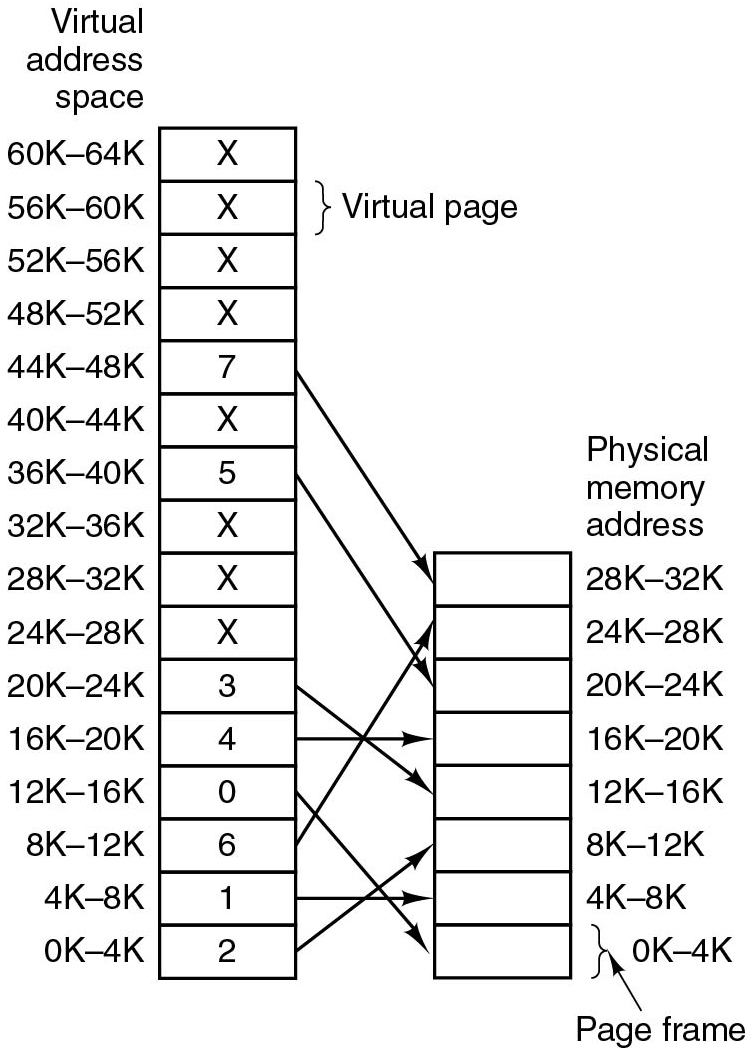 Virtual
address
space
60K–64K X
56K–60K X Virtual page
52K–56K X
48K–52K X
44K–48K 7
40K–44K X
36K–40K 5
32K–36K X
28K–32K X
24K–28K X
20K–24K 3
16K–20K 4
12K–16K 0
8K–12K 6
4K–8K 1
0K–4K 2
Physical
memory
address
28K–32K
24K–28K
20K–24K
16K–20K
12K–16K
8K–12K
4K–8K
0K–4K
Page frame